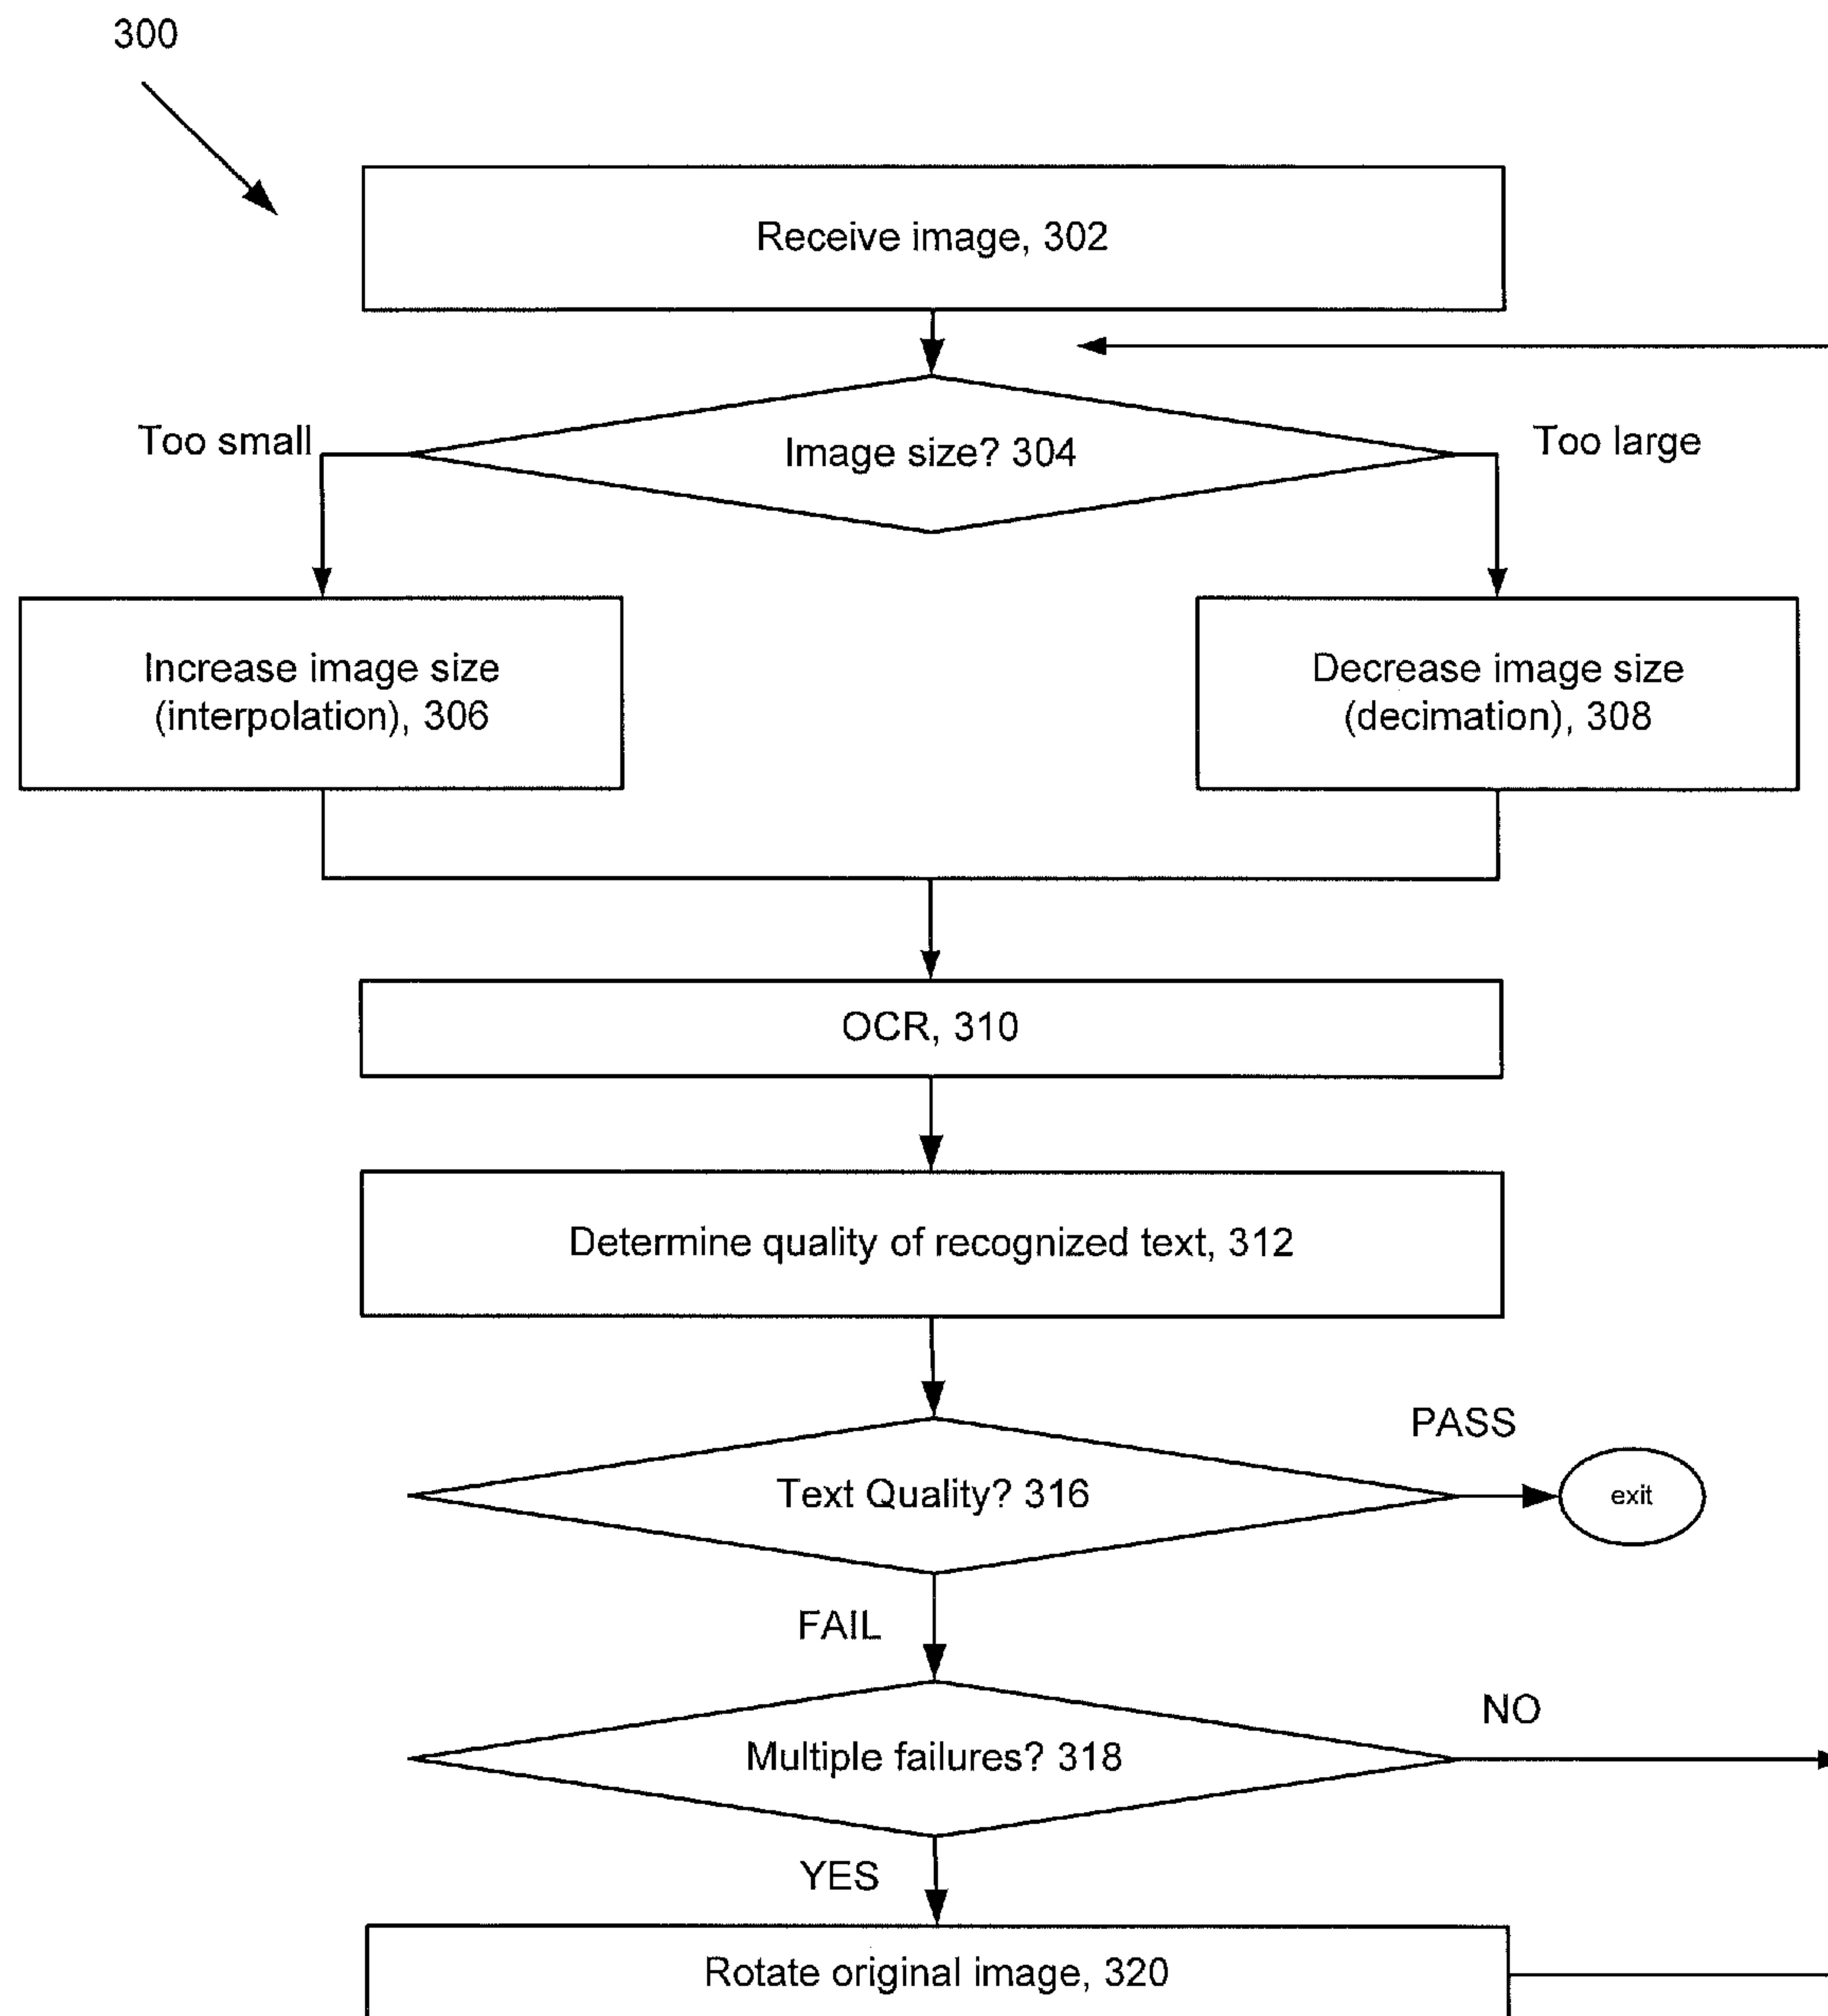 300
Receive image, 302
Too small
Image size? 304
Too large
Increase image size
(interpolation), 306
Decrease image size
(decimation), 308
OCR, 310
Determine quality of recognized text, 312
PASS
Text Quality? 316
exit
FAIL
NO
Multiple failures? 318
YES
Rotate original image, 320